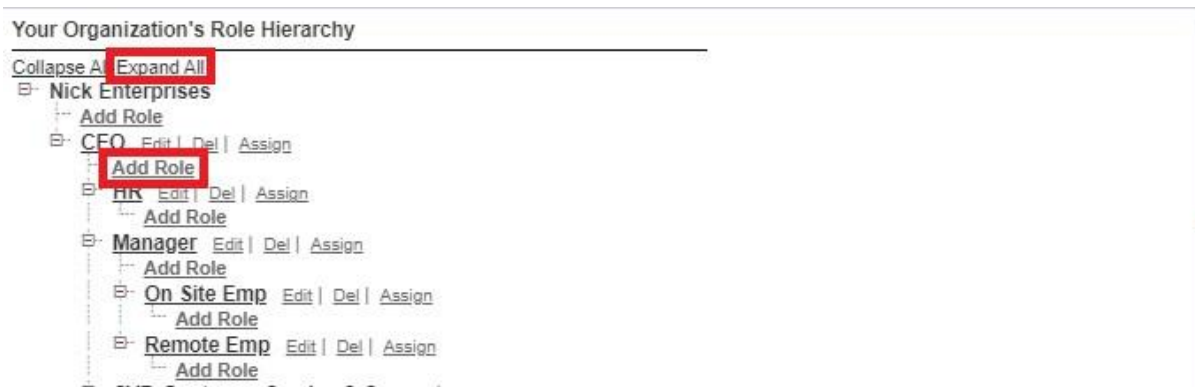 Your Organization's Role Hierarchy
Collapse Al Expand All
Nick Enterprises
Add Role
CEO Edit | Del | Assign
Add Role
HR Edit | Del | Assign
Add Role
Manager Edit | Del | Assign
Add Role
On Site Emp Edit | Del | Assign
Add Role
Remote Emp Edit | Del | Assign
Add Role